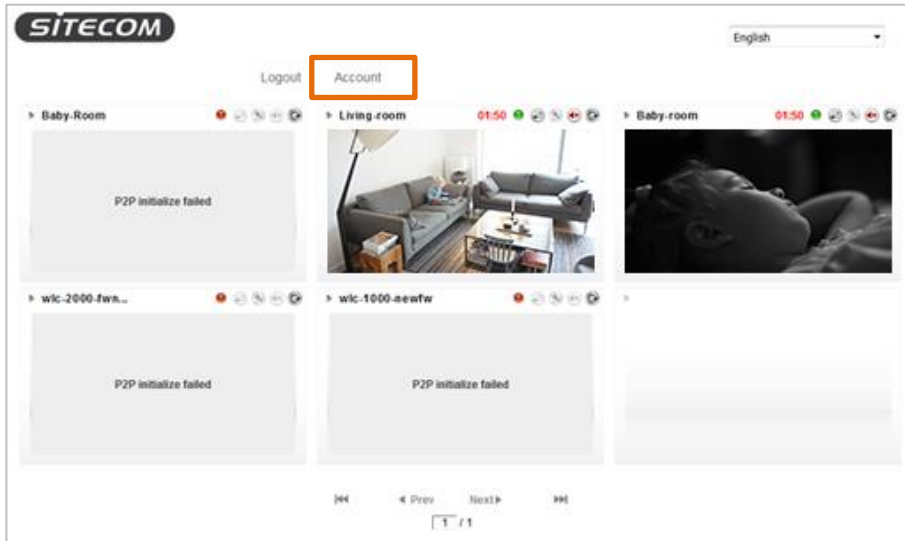 SITECOM
English
Logout Account
Baby-Room
Living-room 01:50
Baby-room 01:50
P2P initialize failed
wlc-2000-fwn...
wlc-1000-newfw
P2P initialize failed
P2P initialize failed
Prev Next
1 / 1